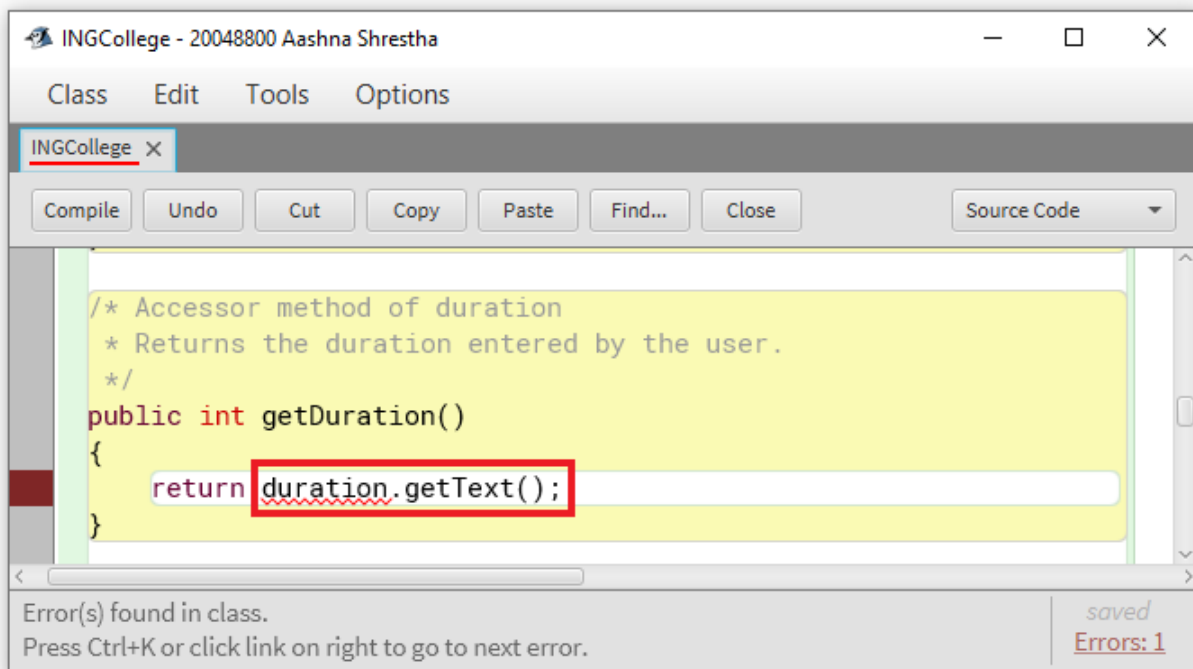 INGCollege - 20048800 Aashna Shrestha
Class Edit Tools Options
INGCollege
Compile Undo Cut Copy Paste Find... Close Source Code
/* Accessor method of duration
* Returns the duration entered by the user.
*/
public int getDuration()
{
return duration.getText();
}
Error(s) found in class.
saved
Press Ctrl+K or click link on right to go to next error.
Errors: 1